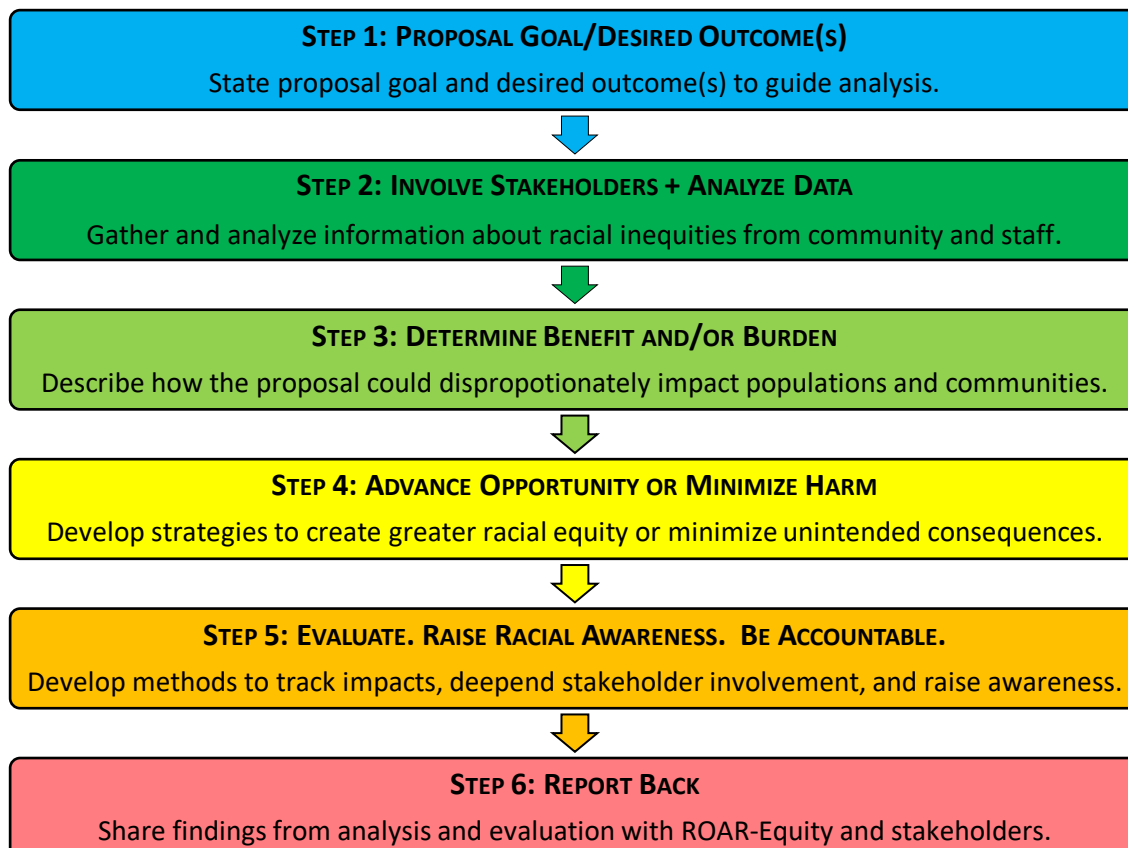 STEP 1: PROPOSAL GOAL/DESIRED OUTCOME(S)
State proposal goal and desired outcome(s) to guide analysis.
STEP 2: INVOLVE STAKEHOLDERS + ANALYZE DATA
Gather and analyze information about racial inequities from community and staff.
STEP 3: DETERMINE BENEFIT AND/OR BURDEN
Describe how the proposal could dispropotionately impact populations and communities.
STEP 4: ADVANCE OPPORTUNITY OR MINIMIZE HARM
Develop strategies to create greater racial equity or minimize unintended consequences.
STEP 5: EVALUATE. RAISE RACIAL AWARENESS.  BE ACCOUNTABLE.
Develop methods to track impacts, deepend stakeholder involvement, and raise awareness.
STEP 6: REPORT BACK
Share findings from analysis and evaluation with ROAR-Equity and stakeholders.